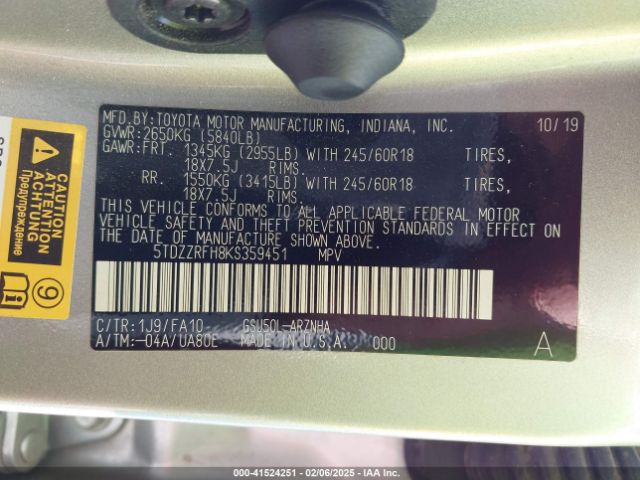 MFD.BY:TOYOTA MOTOR MANUFACTURING, INDIANA, INC. 10/19
GVWR:2650KG (5840LB)
GAWR:FRT. 1345KG (2955LB) WITH 245/60R18 TIRES,
18X7.5J RIMS.
RR. 1550KG (3415LB) WITH 245/60R18 TIRES,
18X7.5J RIMS.
THIS VEHICLE CONFORMS TO ALL APPLICABLE FEDERAL MOTOR
VEHICLE SAFETY AND THEFT PREVENTION STANDARDS IN EFFECT ON
THE DATE OF MANUFACTURE SHOWN ABOVE.
5TDZZRFH8KS359451 MPV
C/TR:1J9/FA10- GSU50L-ARZNHA
A/TM:-04A/UA80E MADE IN U.S.A. 000 A
CAUTION
ATTENTION
ACHTUNG
Предупреждение
9
000-41524251 | 02/06/2025 | IAA Inc.